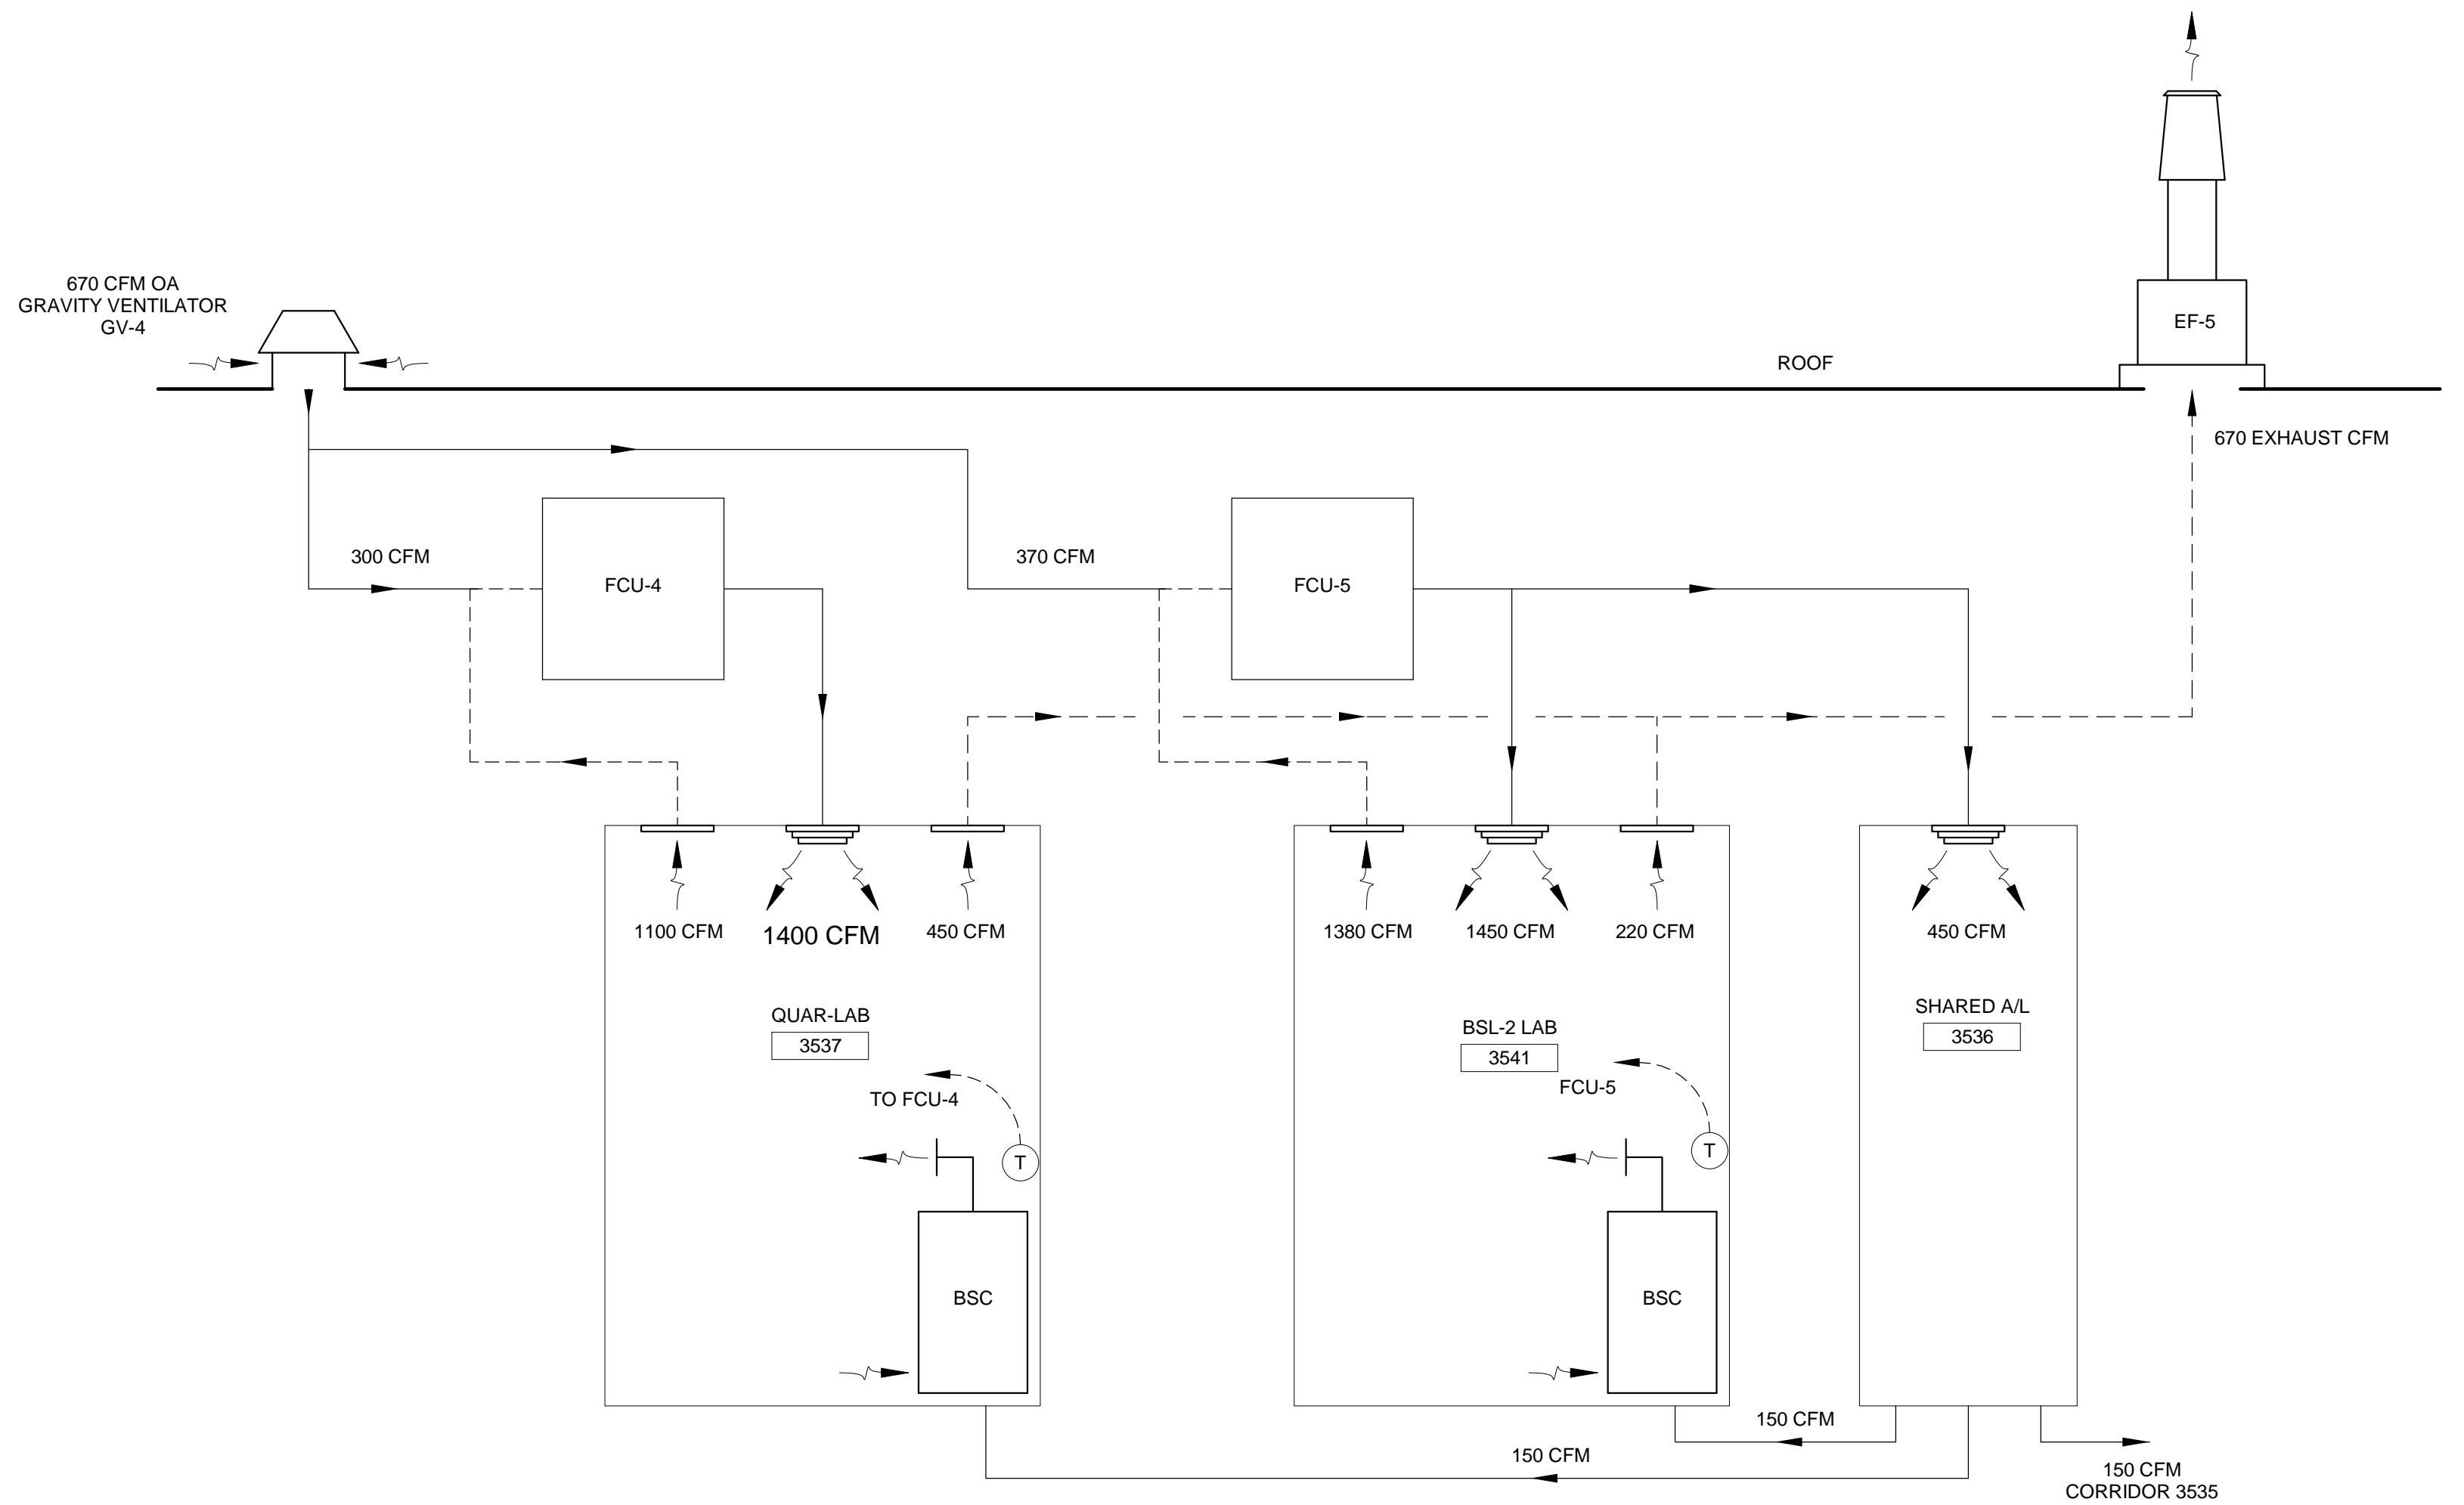 670 CFM OA
GRAVITY VENTILATOR
GV-4
EF-5
ROOF
670 EXHAUST CFM
300 CFM
FCU-4
370 CFM
FCU-5
1100 CFM
1400 CFM
450 CFM
1380 CFM
1450 CFM
220 CFM
450 CFM
QUAR-LAB
3537
BSL-2 LAB
3541
SHARED A/L
3536
TO FCU-4
FCU-5
T
T
BSC
BSC
150 CFM
150 CFM
150 CFM
CORRIDOR 3535